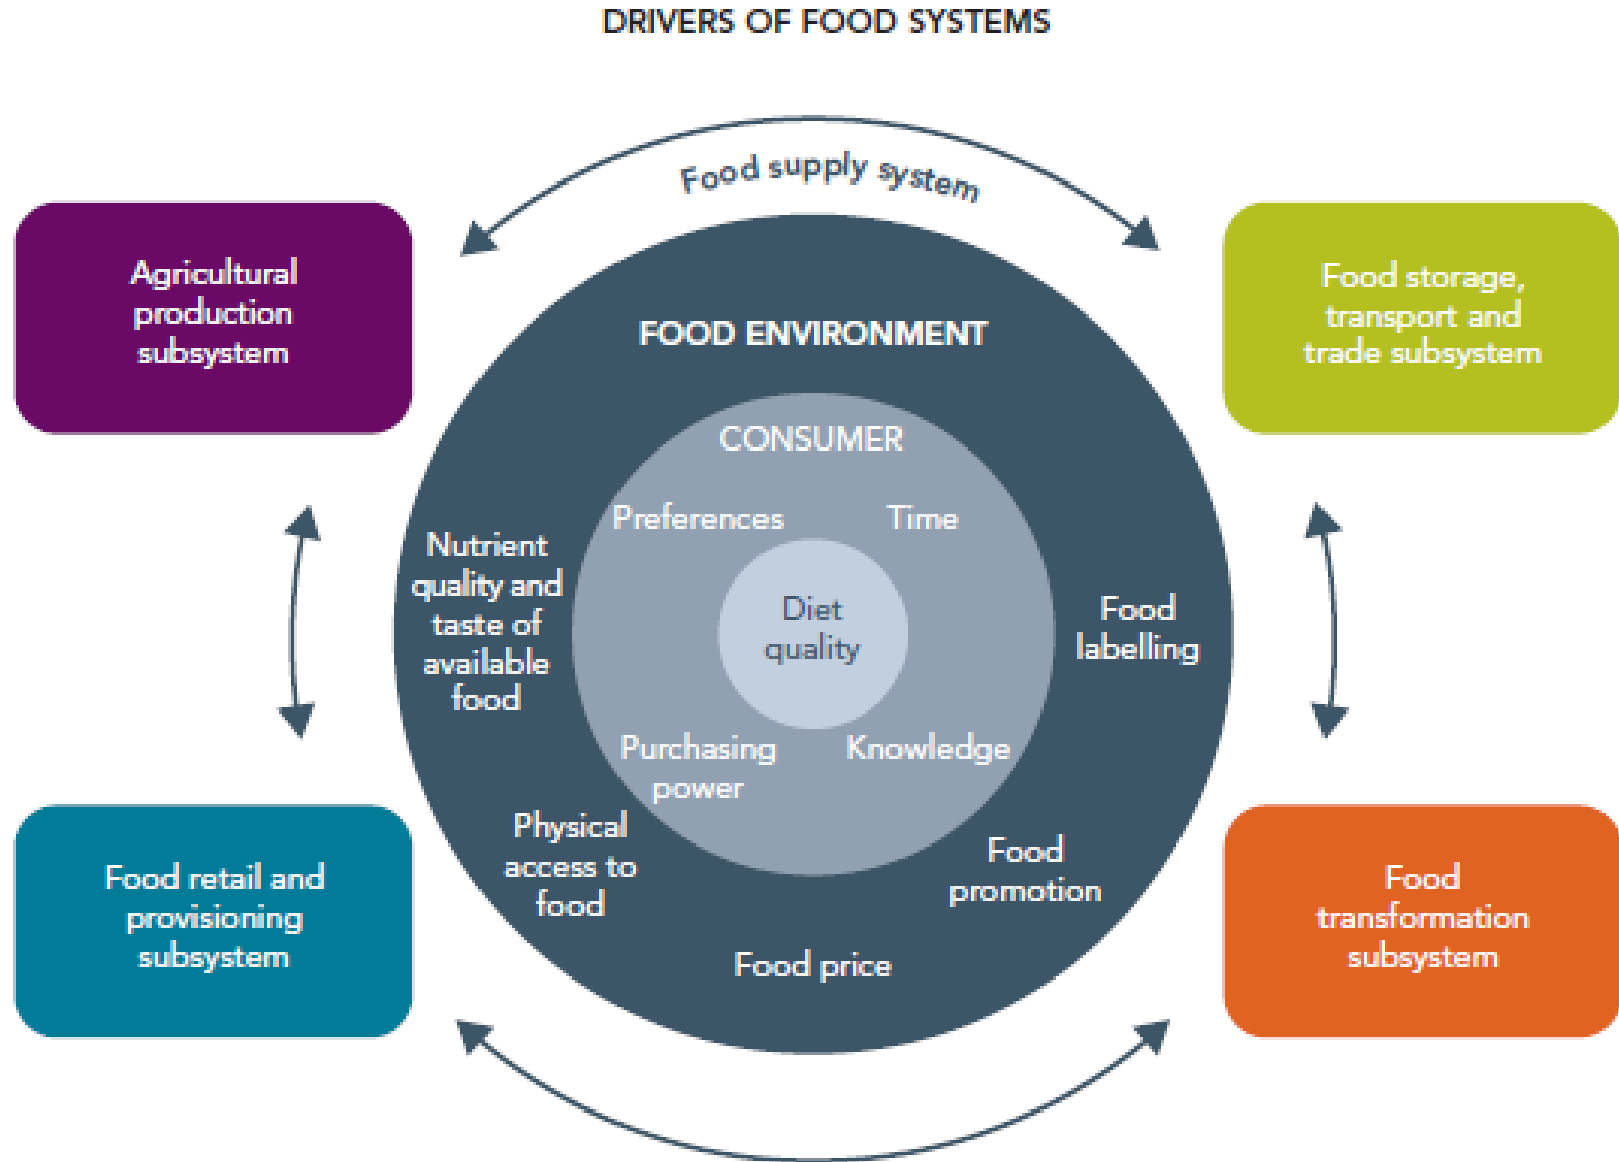 DRIVERS OF FOOD SYSTEMS
Food supply system
Agricultural
production
subsystem
Food storage,
transport and
trade subsystem
FOOD ENVIRONMENT
CONSUMER
Preferences
Time
Nutrient
quality and
taste of
available
food
Diet
quality
Food
labelling
Purchasing
power
Knowledge
Physical
access to
food
Food
promotion
Food price
Food retail and
provisioning
subsystem
Food
transformation
subsystem